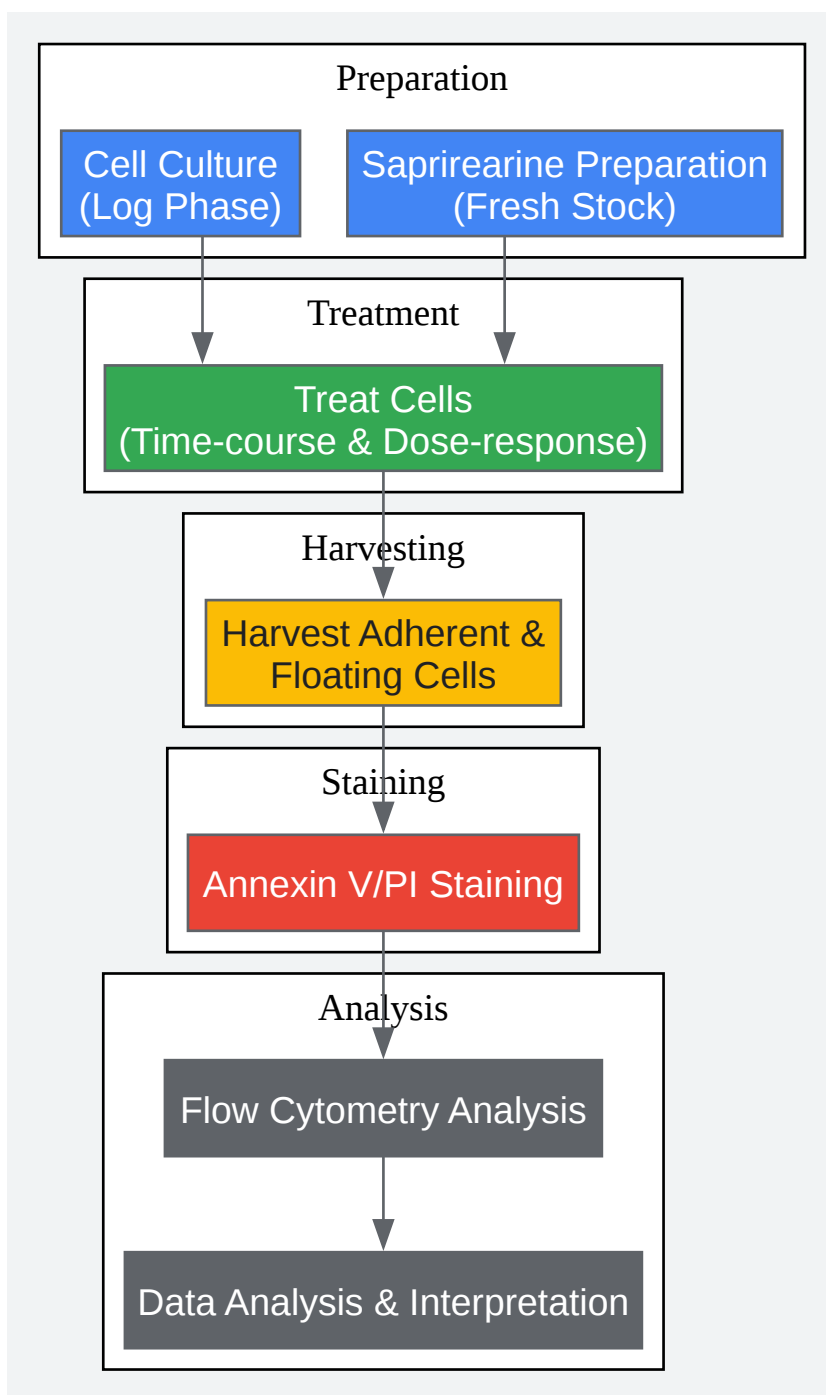 Preparation
Cell Culture
(Log Phase)
Saprirearine Preparation
(Fresh Stock)
Treatment
Treat Cells
(Time-course & Dose-response)
Harvesting
Harvest Adherent &
Floating Cells
Staining
Annexin V/PI Staining
Analysis
Flow Cytometry Analysis
Data Analysis & Interpretation